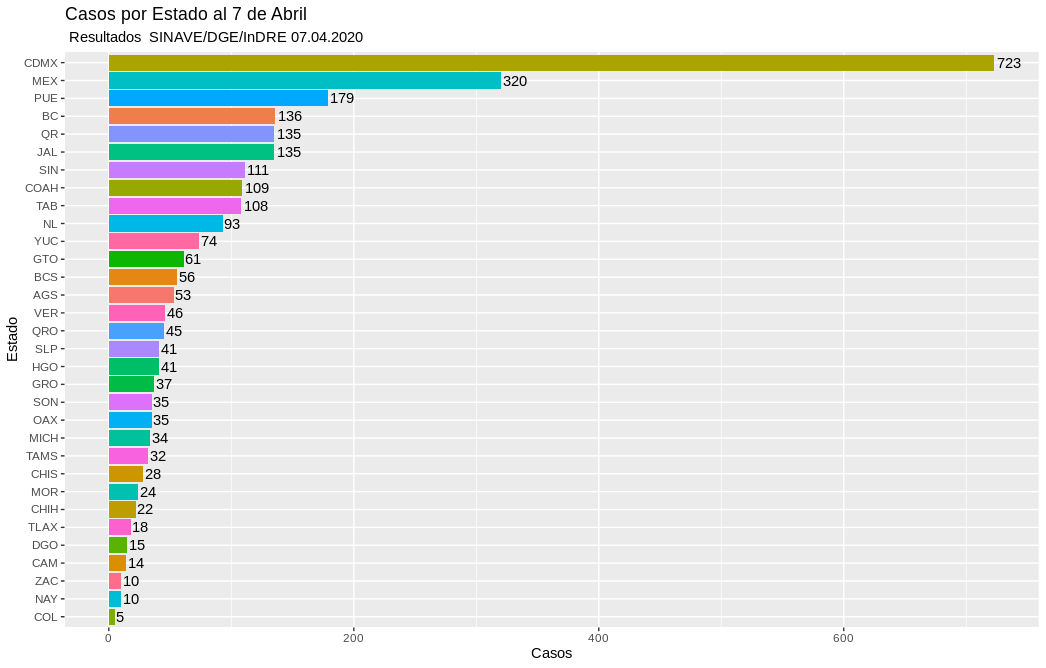 Casos por Estado al 7 de Abril
Resultados  SINAVE/DGE/InDRE 07.04.2020
CDMX 723
MEX 320
PUE 179
BC 136
QR 135
JAL 135
SIN 111
COAH 109
TAB 108
NL 93
YUC 74
GTO 61
BCS 56
AGS 53
VER 46
QRO 45
SLP 41
HGO 41
GRO 37
SON 35
OAX 35
MICH 34
TAMS 32
CHIS 28
MOR 24
CHIH 22
TLAX 18
DGO 15
CAM 14
ZAC 10
NAY 10
COL 5
Estado
0 200 400 600
Casos